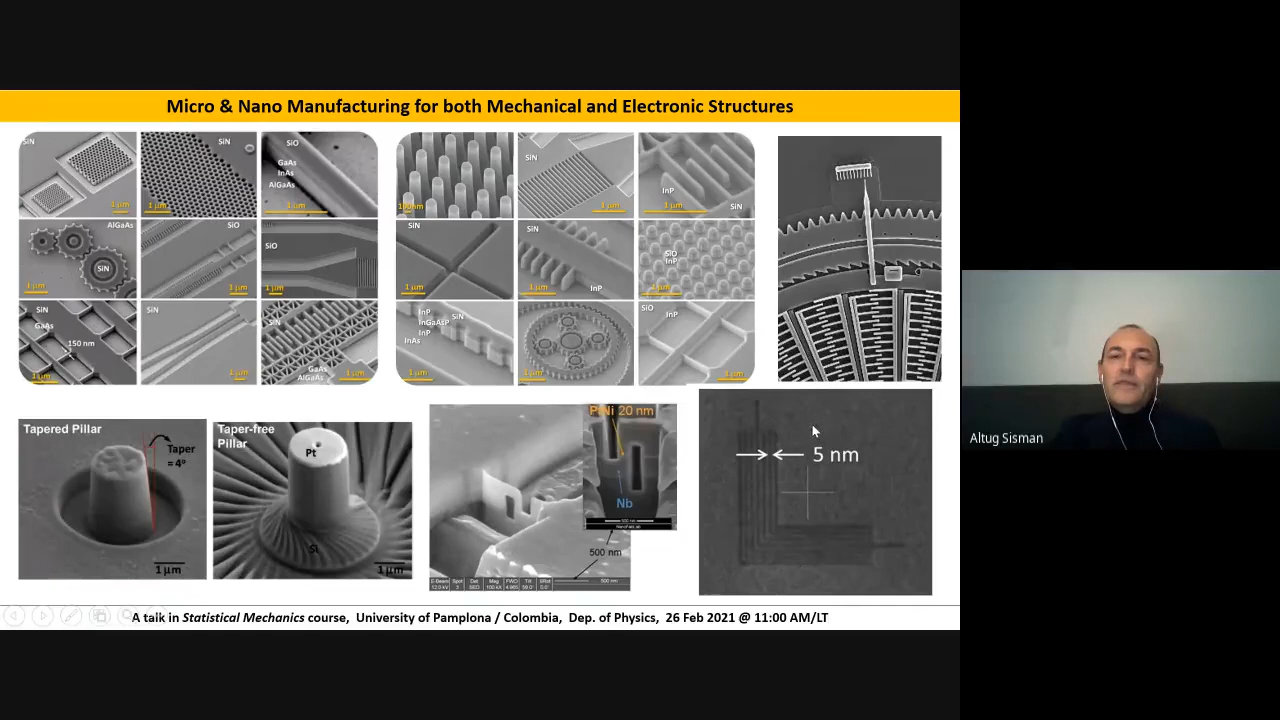 Micro & Nano Manufacturing for both Mechanical and Electronic Structures
SiN
1 µm
SiN
1 µm
SiO
GaAs
InAs
AlGaAs
1 µm
AlGaAs
SiN
1 µm
SiO
1 µm
SiO
1 µm
SiN
GaAs
150 nm
1 µm
SiN
1 µm
SiN
GaAs
AlGaAs
1 µm
100nm
SiN
1 µm
InP
SiN
1 µm
SiN
1 µm
SiN
InP
1 µm
SiO
InP
1 µm
InP
InGaAsP
SiN
InP
InAs
1 µm
1 µm
SiO
InP
1 µm
Tapered Pillar
Taper
= 4º
1 µm
Taper-free
Pillar
Pt
Si
1 µm
20 nm
Nb
500 nm
500 nm
5 nm
Altug Sisman
A talk in Statistical Mechanics course, University of Pamplona / Colombia, Dep. of Physics, 26 Feb 2021 @ 11:00 AM/LT